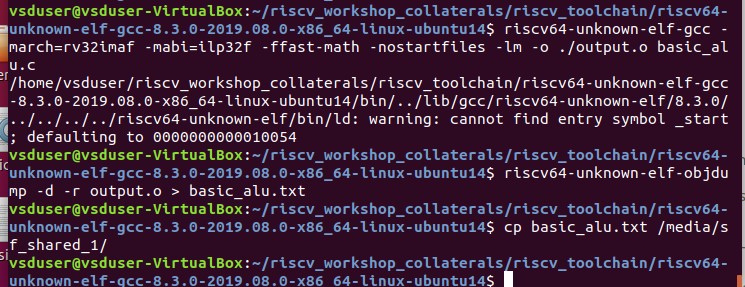 vsduser@vsduser-VirtualBox:~/riscv_workshop_collaterals/riscv_toolchain/riscv64-
unknown-elf-gcc-8.3.0-2019.08.0-x86_64-linux-ubuntu14$ riscv64-unknown-elf-gcc -
march=rv32imaf -mabi=ilp32f -ffast-math -nostartfiles -lm -o ./output.o basic_al
u.c
/home/vsduser/riscv_workshop_collaterals/riscv_toolchain/riscv64-unknown-elf-gcc
-8.3.0-2019.08.0-x86_64-linux-ubuntu14/bin/../lib/gcc/riscv64-unknown-elf/8.3.0/
../../../../riscv64-unknown-elf/bin/ld: warning: cannot find entry symbol _start
; defaulting to 0000000000010054
vsduser@vsduser-VirtualBox:~/riscv_workshop_collaterals/riscv_toolchain/riscv64-
unknown-elf-gcc-8.3.0-2019.08.0-x86_64-linux-ubuntu14$ riscv64-unknown-elf-objdu
mp -d -r output.o > basic_alu.txt
vsduser@vsduser-VirtualBox:~/riscv_workshop_collaterals/riscv_toolchain/riscv64-
unknown-elf-gcc-8.3.0-2019.08.0-x86_64-linux-ubuntu14$ cp basic_alu.txt /media/s
f_shared_1/
vsduser@vsduser-VirtualBox:~/riscv_workshop_collaterals/riscv_toolchain/riscv64-
unknown-elf-gcc-8.3.0-2019.08.0-x86_64-linux-ubuntu14$